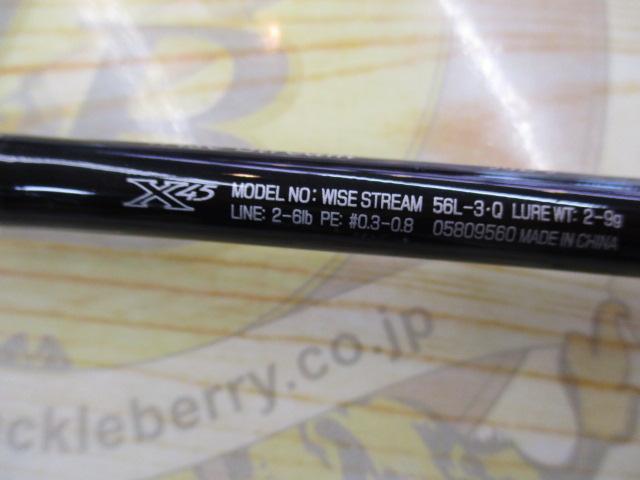 X45 MODEL NO: WISE STREAM 56L-3·Q LURE WT: 2-9g
LINE: 2-6lb PE: #0.3-0.8 05809560 MADE IN CHINA
ckleberry.co.jp